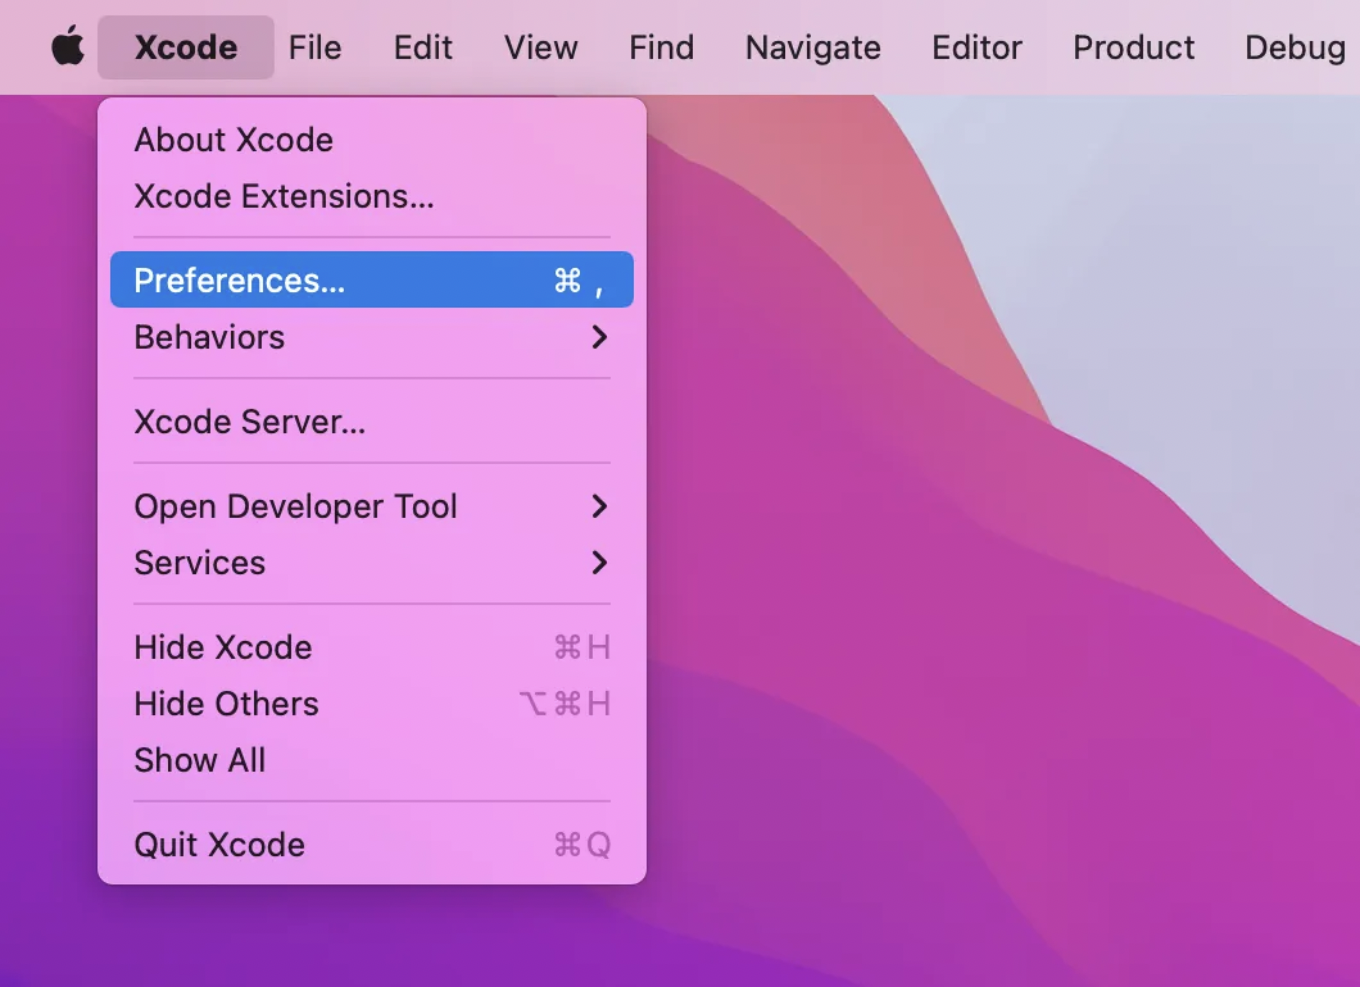 Xcode File Edit View Find Navigate Editor Product Debug
About Xcode
Xcode Extensions...
Preferences... ⌘ ,
Behaviors
Xcode Server...
Open Developer Tool
Services
Hide Xcode ⌘H
Hide Others ⌥⌘H
Show All
Quit Xcode ⌘Q